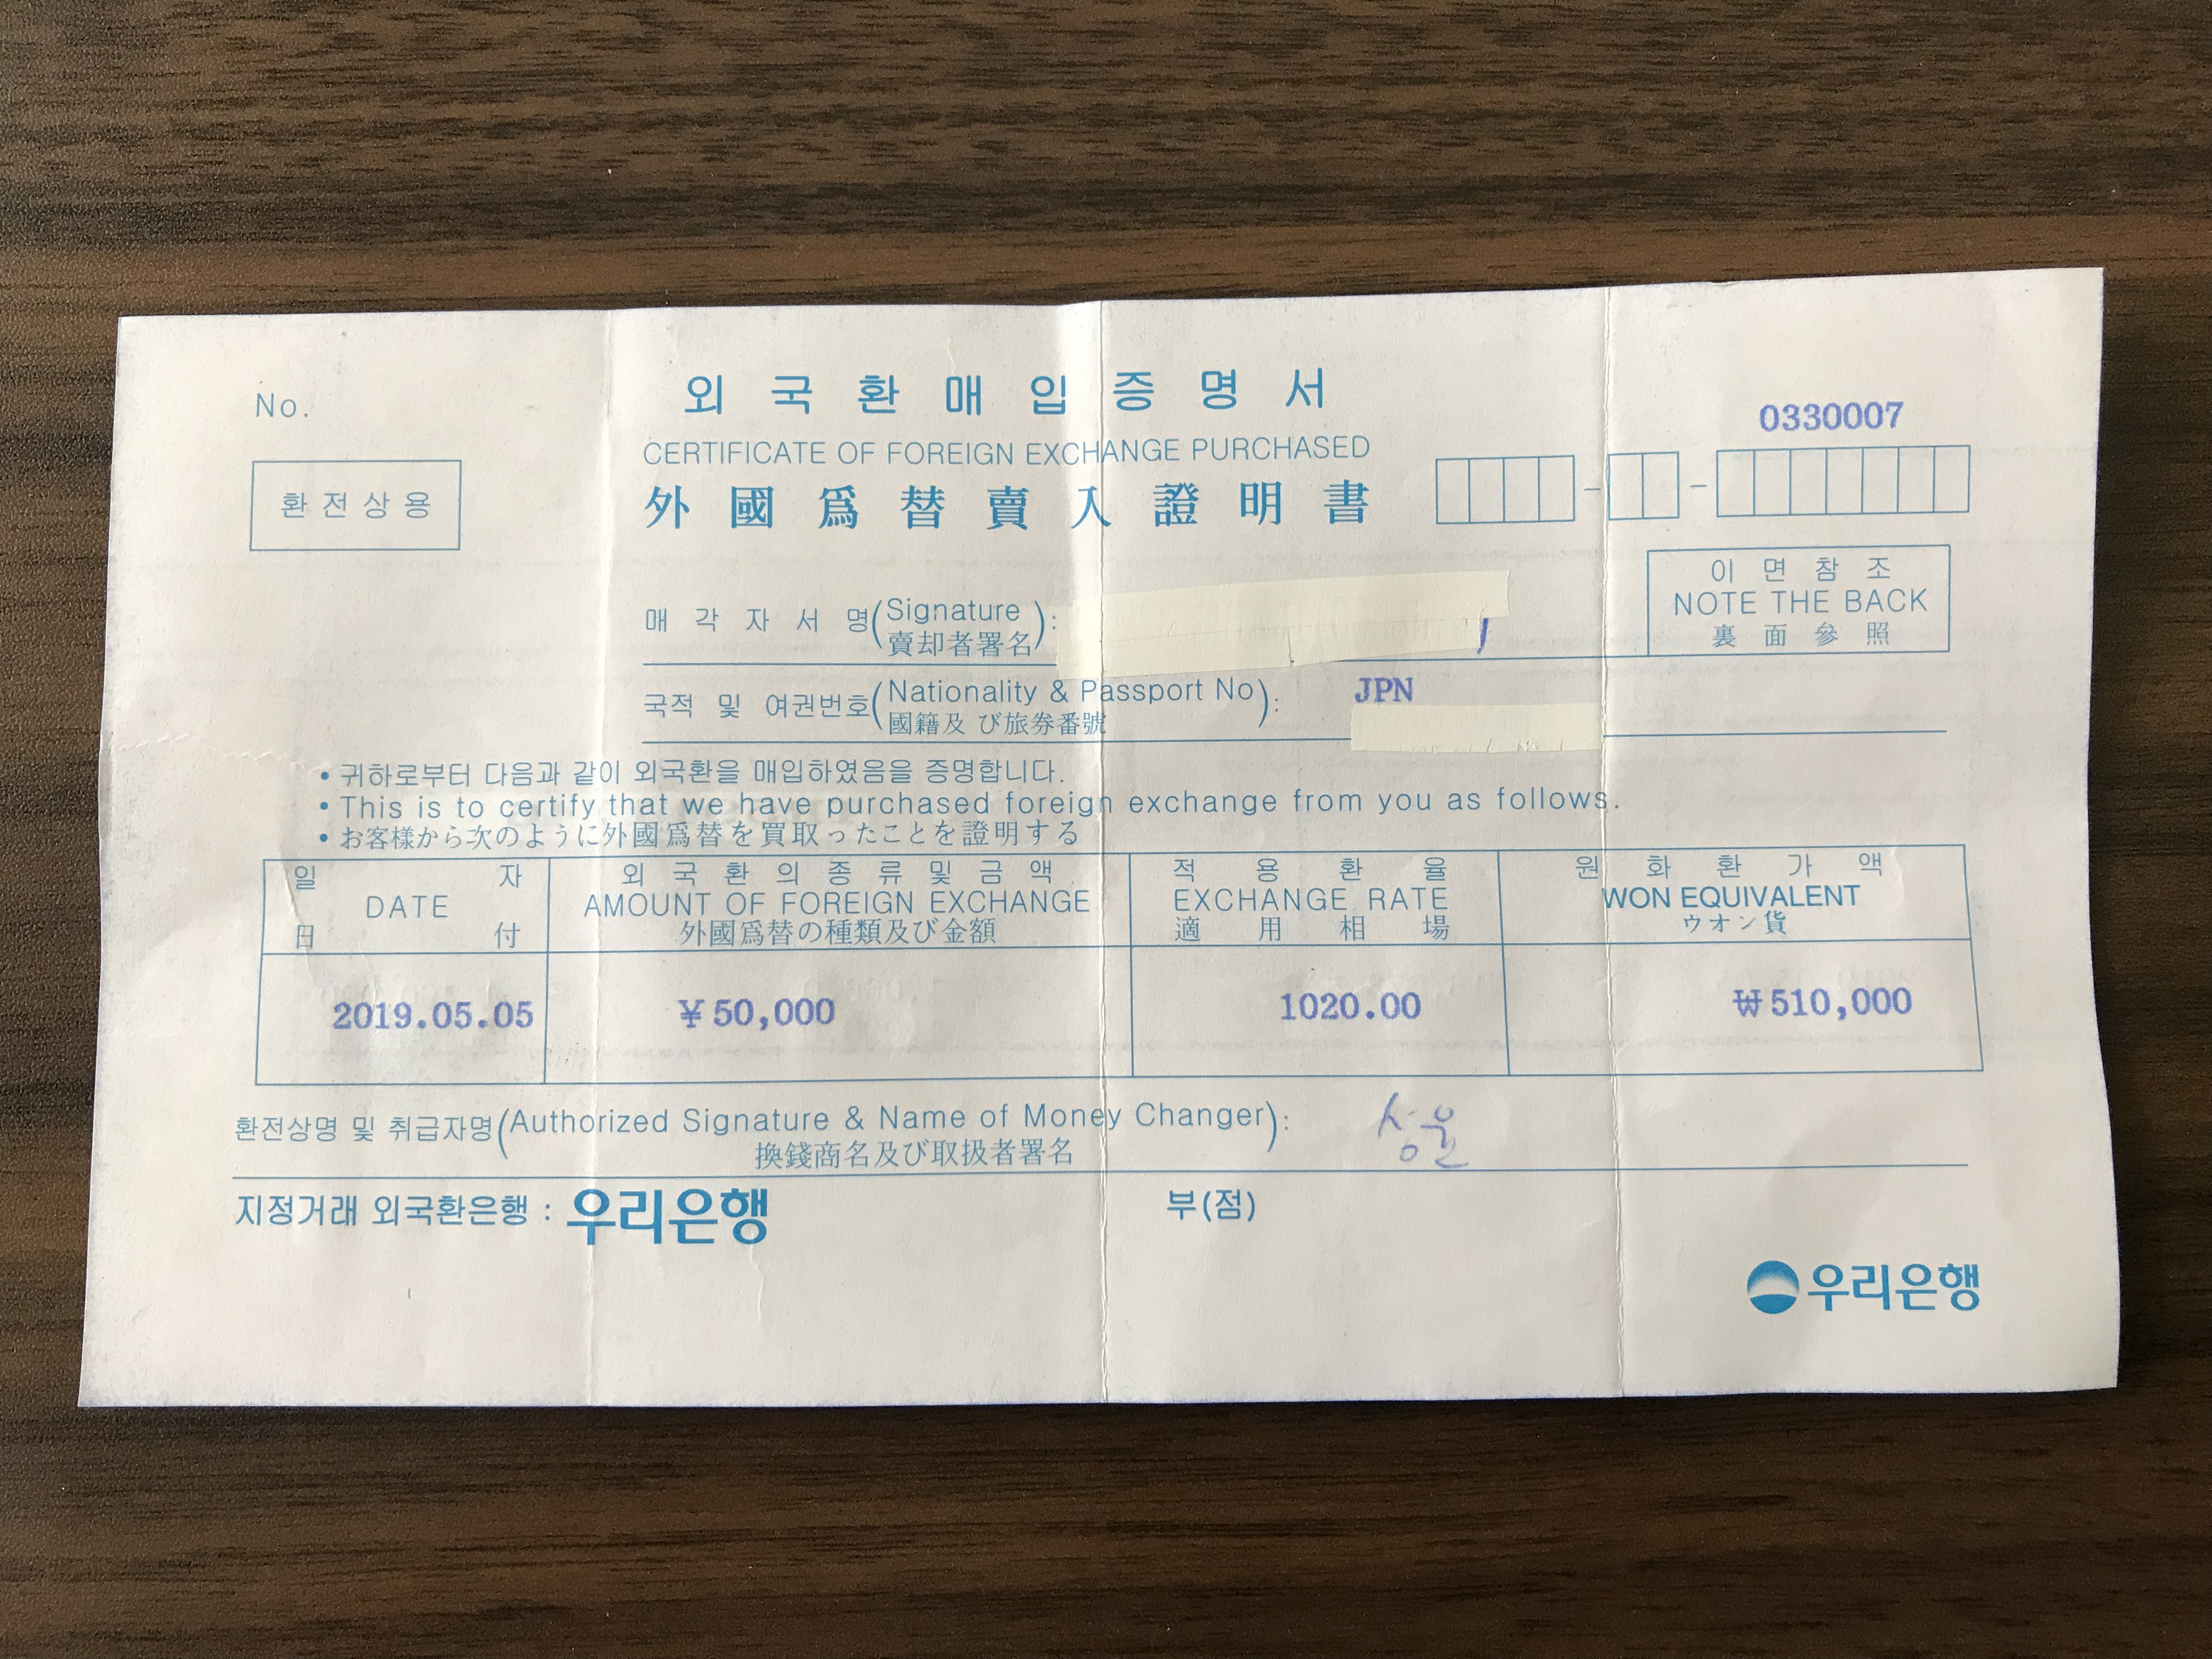 No.
외국환매입증명서
0330007
CERTIFICATE OF FOREIGN EXCHANGE PURCHASED
환전상용
外國爲替賣入證明書
이면참조
NOTE THE BACK
裏面參照
매각자서명(Signature):
賣却者署名
국적 및 여권번호(Nationality & Passport No): JPN
國籍及び旅券番號
• 귀하로부터 다음과 같이 외국환을 매입하였음을 증명합니다.
• This is to certify that we have purchased foreign exchange from you as follows.
• お客様から次のように外國爲替を買取ったことを證明する
일자 외국환의종류및금액 적용환율 원화환가액
DATE AMOUNT OF FOREIGN EXCHANGE EXCHANGE RATE WON EQUIVALENT
日付 外國爲替の種類及び金額 適用相場 ウオン貨
2019.05.05 ¥50,000 1020.00 ₩510,000
환전상명 및 취급자명(Authorized Signature & Name of Money Changer):
換錢商名及び取扱者署名
지정거래 외국환은행 : 우리은행 부(점)
우리은행